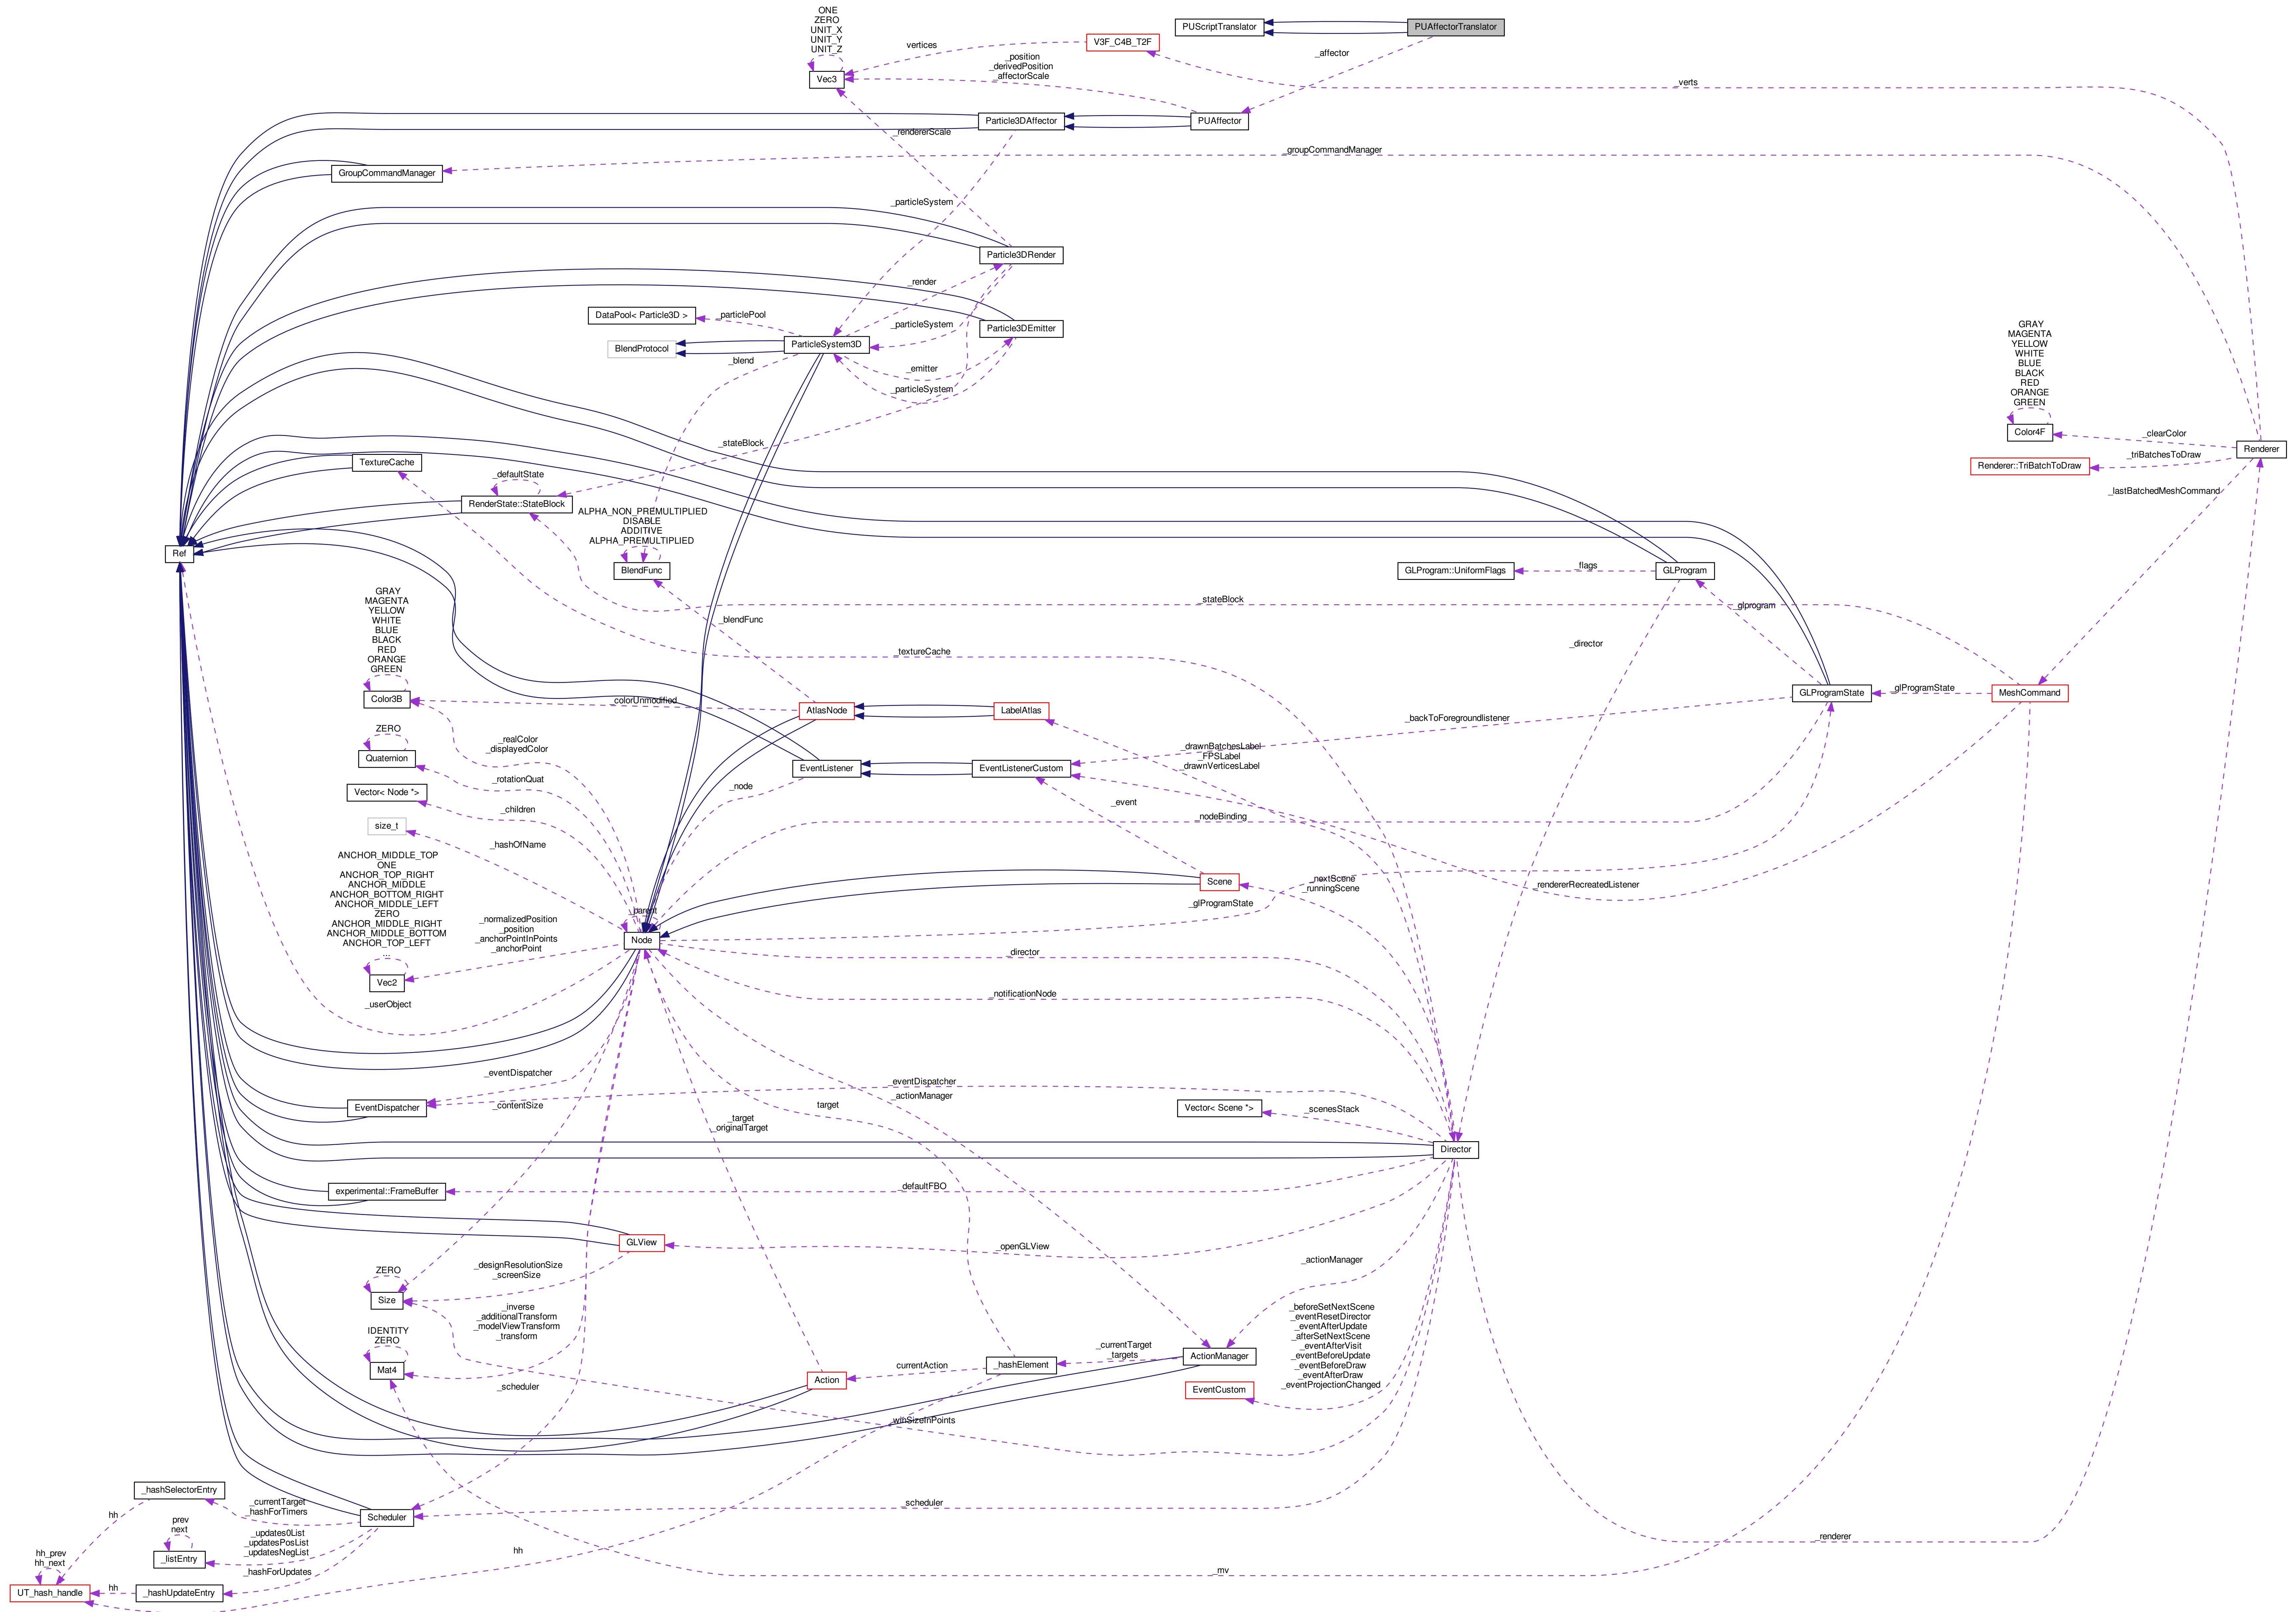 ONE
ZERO
UNIT_X
UNIT_Y
UNIT_Z
Vec3
vertices
V3F_C4B_T2F
PUScriptTranslator
PUAffectorTranslator
_affector
_position
_derivedPosition
_affectorScale
_verts
Particle3DAffector
PUAffector
_rendererScale
_groupCommandManager
GroupCommandManager
_particleSystem
Particle3DRender
_render
DataPool< Particle3D >
_particlePool
_particleSystem
Particle3DEmitter
BlendProtocol
ParticleSystem3D
_blend
_emitter
_particleSystem
GRAY
MAGENTA
YELLOW
WHITE
BLUE
BLACK
RED
ORANGE
GREEN
Color4F
_clearColor
Renderer
_triBatchesToDraw
Renderer::TriBatchToDraw
_lastBatchedMeshCommand
_stateBlock
TextureCache
_defaultState
RenderState::StateBlock
ALPHA_NON_PREMULTIPLIED
DISABLE
ADDITIVE
ALPHA_PREMULTIPLIED
BlendFunc
Ref
GLProgram::UniformFlags
_flags
GLProgram
_stateBlock
_glprogram
GRAY
MAGENTA
YELLOW
WHITE
BLUE
BLACK
RED
ORANGE
GREEN
Color3B
_blendFunc
_textureCache
_director
_colorUnmodified
AtlasNode
LabelAtlas
GLProgramState
_glProgramState
MeshCommand
_backToForegroundlistener
ZERO
Quaternion
_realColor
_displayedColor
_rotationQuat
_drawnBatchesLabel
_FPSLabel
_drawnVerticesLabel
EventListener
EventListenerCustom
Vector< Node *>
_children
_node
_event
_nodeBinding
size_t
_hashOfName
ANCHOR_MIDDLE_TOP
ONE
ANCHOR_TOP_RIGHT
ANCHOR_MIDDLE
ANCHOR_BOTTOM_RIGHT
ANCHOR_MIDDLE_LEFT
ZERO
ANCHOR_MIDDLE_RIGHT
ANCHOR_MIDDLE_BOTTOM
ANCHOR_TOP_LEFT
...
Vec2
_normalizedPosition
_position
_anchorPointInPoints
_anchorPoint
_parent
Node
Scene
_nextScene
_runningScene
_rendererRecreatedListener
_glProgramState
_director
_notificationNode
_userObject
_eventDispatcher
EventDispatcher
_contentSize
_target
_originalTarget
target
_eventDispatcher
_actionManager
Vector< Scene *>
_scenesStack
Director
experimental::FrameBuffer
_defaultFBO
GLView
_openGLView
_designResolutionSize
_screenSize
_actionManager
ZERO
Size
_inverse
_additionalTransform
_modelViewTransform
_transform
_beforeSetNextScene
_eventResetDirector
_eventAfterUpdate
_afterSetNextScene
_eventAfterVisit
_eventBeforeUpdate
_eventBeforeDraw
_eventAfterDraw
_eventProjectionChanged
IDENTITY
ZERO
Mat4
_currentTarget
_targets
ActionManager
_hashElement
currentAction
Action
EventCustom
_scheduler
_winSizeInPoints
_hashSelectorEntry
_currentTarget
_hashForTimers
Scheduler
_scheduler
hh
prev
next
_listEntry
_updates0List
_updatesPosList
_updatesNegList
_hashForUpdates
hh
_renderer
_mv
hh_prev
hh_next
UT_hash_handle
hh
_hashUpdateEntry